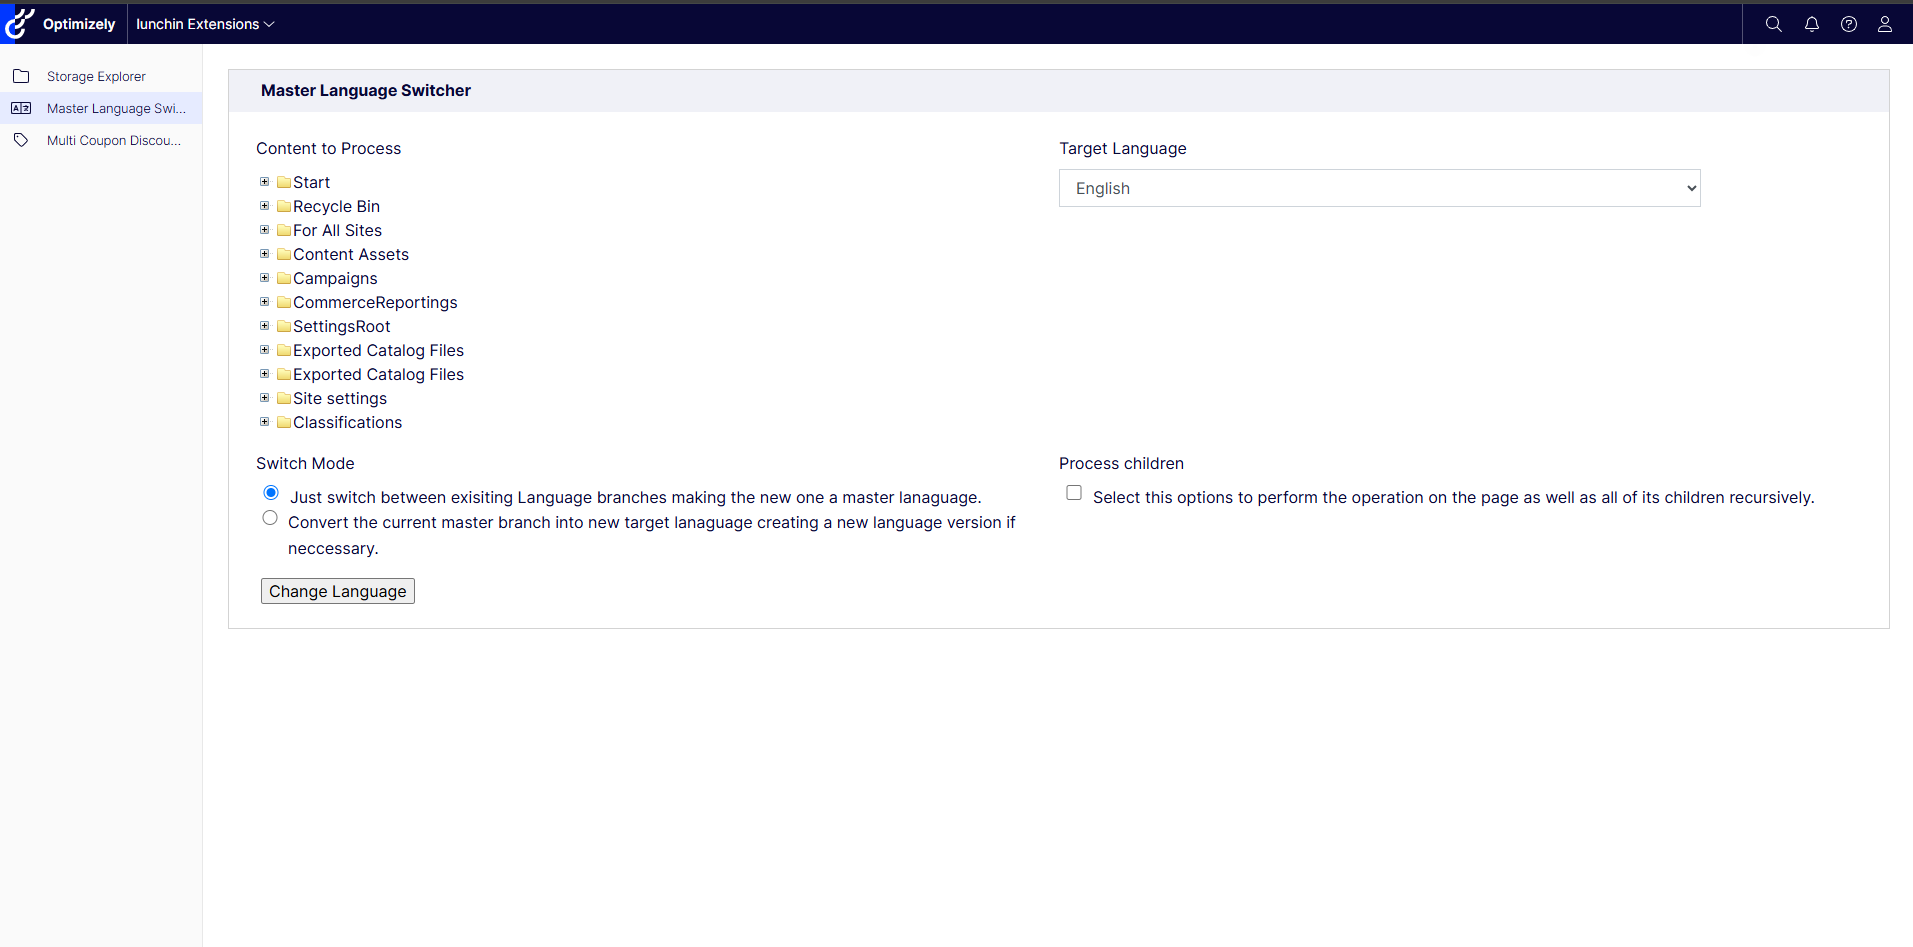 Optimizely
lunchin Extensions
Storage Explorer
Master Language Swi...
Multi Coupon Discou...
Master Language Switcher
Content to Process
Start
Recycle Bin
For All Sites
Content Assets
Campaigns
CommerceReportings
SettingsRoot
Exported Catalog Files
Exported Catalog Files
Site settings
Classifications
Target Language
English
Switch Mode
Just switch between exisiting Language branches making the new one a master lanaguage.
Convert the current master branch into new target lanaguage creating a new language version if
neccessary.
Process children
Select this options to perform the operation on the page as well as all of its children recursively.
Change Language